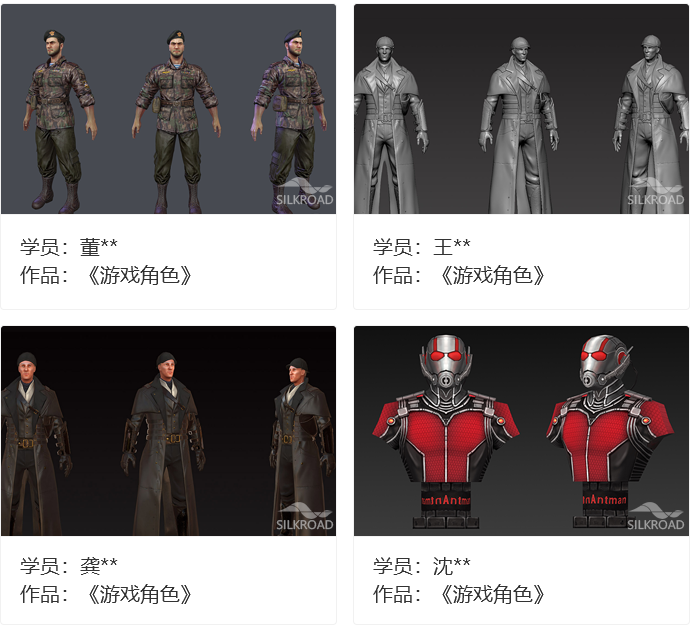 SILKROAD
SILKROAD
学员：董**
作品：《游戏角色》
学员：王**
作品：《游戏角色》
SILKROAD
InAntman
SILKROAD
学员：龚**
作品：《游戏角色》
学员：沈**
作品：《游戏角色》